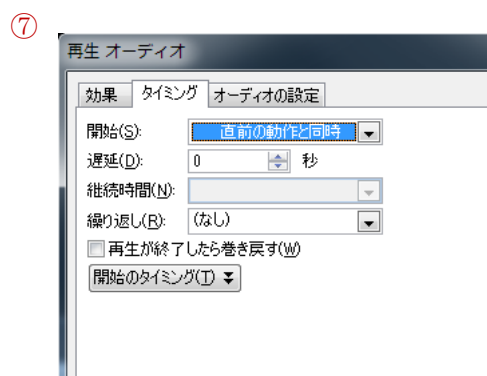 ⑦
再生 オーディオ
効果 タイミング オーディオの設定
開始(S): 直前の動作と同時
遅延(D): 0 秒
継続時間(N):
繰り返し(R): (なし)
再生が終了したら巻き戻す(W)
開始のタイミング(T)